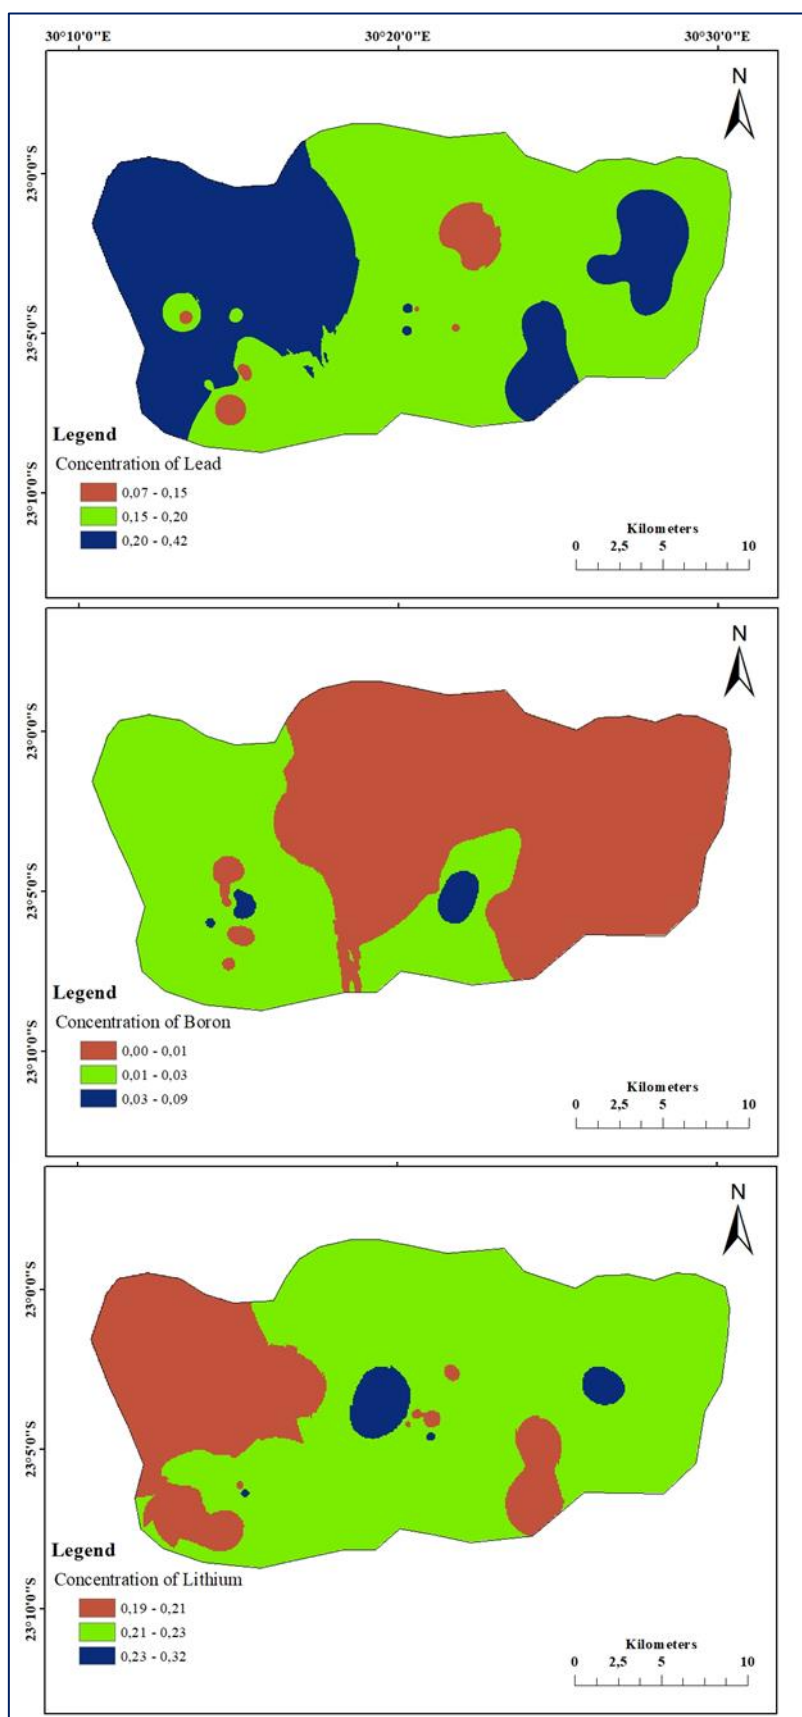 30°10'0"E 30°20'0"E 30°30'0"E
N
23°0'0"S
23°5'0"S
23°10'0"S
Legend
Concentration of Lead
0,07 - 0,15
0,15 - 0,20
0,20 - 0,42
Kilometers
0 2,5 5 10
N
23°0'0"S
23°5'0"S
23°10'0"S
Legend
Concentration of Boron
0,00 - 0,01
0,01 - 0,03
0,03 - 0,09
Kilometers
0 2,5 5 10
N
23°0'0"S
23°5'0"S
23°10'0"S
Legend
Concentration of Lithium
0,19 - 0,21
0,21 - 0,23
0,23 - 0,32
Kilometers
0 2,5 5 10